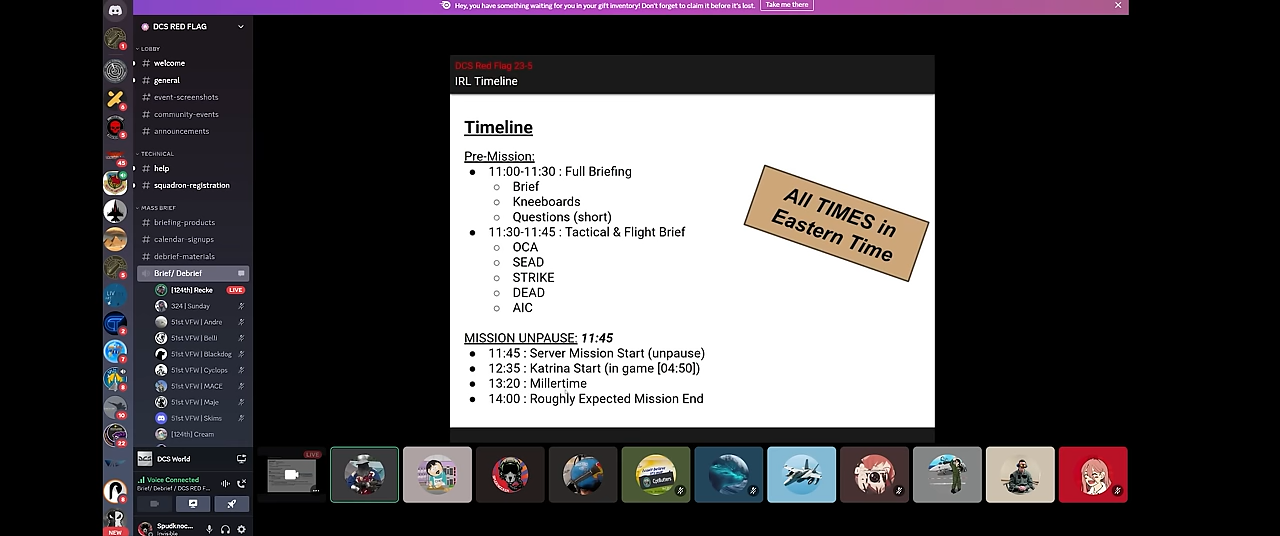 Hey, you have something waiting for you in your gift inventory! Don't forget to claim it before it's lost.
Take me there
DCS RED FLAG
LOBBY
welcome
general
event-screenshots
community-events
announcements
TECHNICAL
help
squadron-registration
MASS BRIEF
briefing-products
calendar-signups
debrief-materials
Brief/ Debrief
[124th] Recke LIVE
324 | Sunday
51st VFW | Andre
51st VFW | Belli
51st VFW | Blackdog
51st VFW | Cyclops
51st VFW | MACE
51st VFW | Maje
51st VFW | Skims
[124th] Cream
DCS World
Voice Connected
Brief/ Debrief / DCS RED F...
Spudknoc...
Invisible
NEW
DCS Red Flag 23-5
IRL Timeline
Timeline
Pre-Mission:
11:00-11:30 : Full Briefing
Brief
Kneeboards
Questions (short)
11:30-11:45 : Tactical & Flight Brief
OCA
SEAD
STRIKE
DEAD
AIC
MISSION UNPAUSE: 11:45
11:45 : Server Mission Start (unpause)
12:35 : Katrina Start (in game [04:50])
13:20 : Millertime
14:00 : Roughly Expected Mission End
All TIMES in
Eastern Time
LIVE